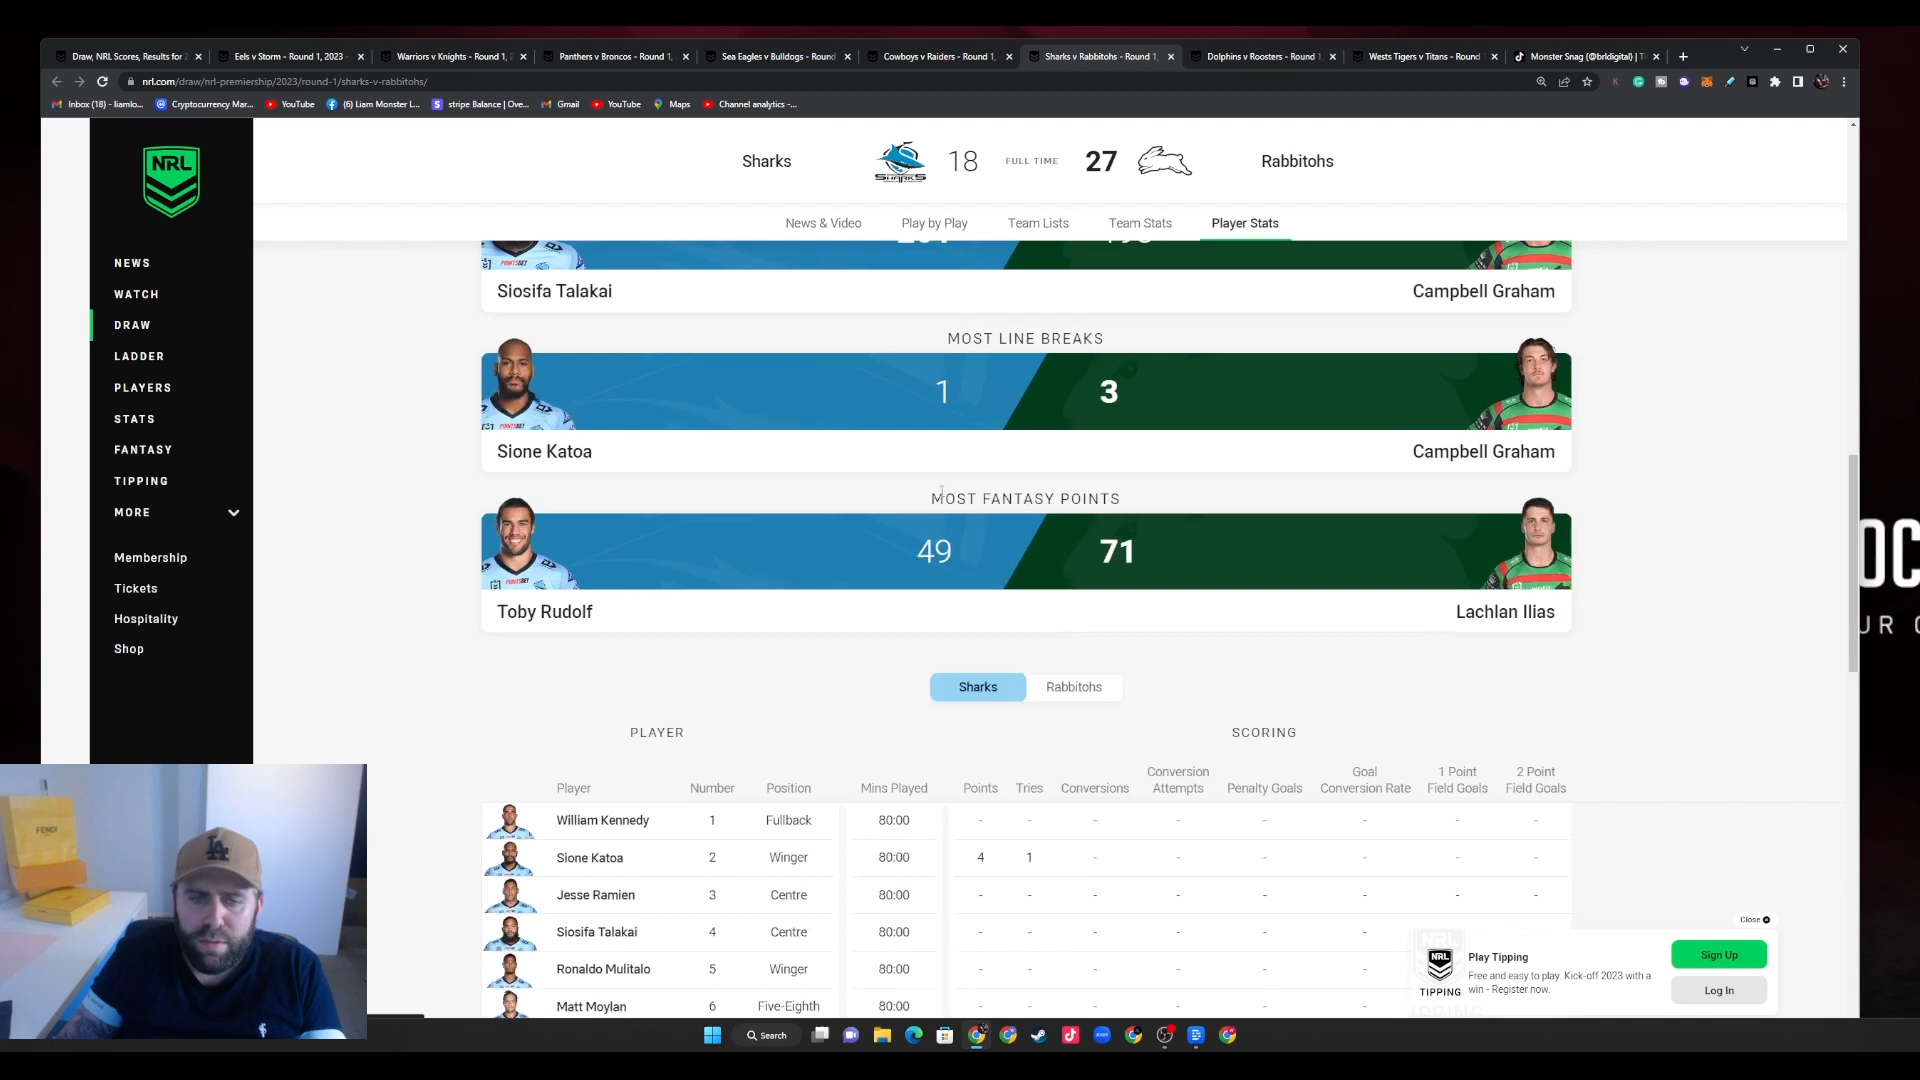 Draw, NRL Scores, Results for 2
Eels v Storm - Round 1, 2023 -
Warriors v Knights - Round 1, 2
Panthers v Broncos - Round 1,
Sea Eagles v Bulldogs - Round
Cowboys v Raiders - Round 1,
Sharks v Rabbitohs - Round 1,
Dolphins v Roosters - Round 1,
Wests Tigers v Titans - Round
Monster Snag (@brldigital) | Ti
nrl.com/draw/nrl-premiership/2023/round-1/sharks-v-rabbitohs/
Inbox (18) - liamlo...
Cryptocurrency Mar...
YouTube
(6) Liam Monster L...
stripe Balance | Ove...
Gmail
YouTube
Maps
Channel analytics -...
NRL
NEWS
WATCH
DRAW
LADDER
PLAYERS
STATS
FANTASY
TIPPING
MORE
Membership
Tickets
Hospitality
Shop
Sharks
SHARKS
18
FULL TIME
27
Rabbitohs
News & Video
Play by Play
Team Lists
Team Stats
Player Stats
Siosifa Talakai
Campbell Graham
MOST LINE BREAKS
1
3
Sione Katoa
Campbell Graham
MOST FANTASY POINTS
49
71
Toby Rudolf
Lachlan Ilias
Sharks
Rabbitohs
PLAYER
SCORING
Player Number Position Mins Played Points Tries Conversions Conversion Attempts Penalty Goals Goal Conversion Rate 1 Point Field Goals 2 Point Field Goals
William Kennedy 1 Fullback 80:00 - - - - - - - -
Sione Katoa 2 Winger 80:00 4 1 - - - - - -
Jesse Ramien 3 Centre 80:00 - - - - - - - -
Siosifa Talakai 4 Centre 80:00 - - - - - -
Ronaldo Mulitalo 5 Winger 80:00 - - - - - -
Matt Moylan 6 Five-Eighth 80:00 - - - - - -
Close
NRL
TIPPING
Play Tipping
Free and easy to play. Kick-off 2023 with a
win - Register now.
Sign Up
Log In
FENDI
LA
OC
UR
Search
zoom